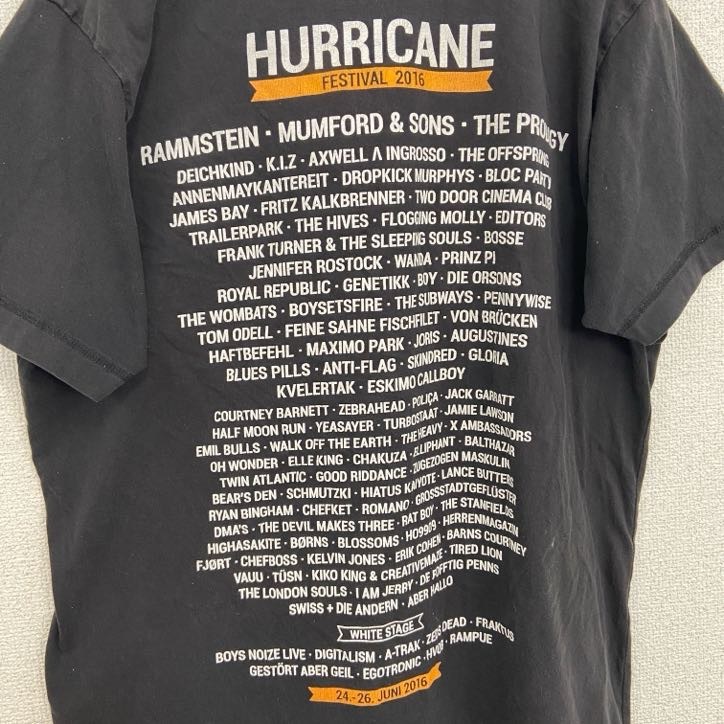 HURRICANE
FESTIVAL 2016
RAMMSTEIN · MUMFORD & SONS · THE PRODIGY
DEICHKIND · K.I.Z · AXWELL Λ INGROSSO · THE OFFSPRING
ANNENMAYKANTEREIT · DROPKICK MURPHYS · BLOC PARTY
JAMES BAY · FRITZ KALKBRENNER · TWO DOOR CINEMA CLUB
TRAILERPARK · THE HIVES · FLOGGING MOLLY · EDITORS
FRANK TURNER & THE SLEEPING SOULS · BOSSE
JENNIFER ROSTOCK · WANDA · PRINZ PI
ROYAL REPUBLIC · GENETIKK · BOY · DIE ORSONS
THE WOMBATS · BOYSETSFIRE · THE SUBWAYS · PENNYWISE
TOM ODELL · FEINE SAHNE FISCHFILET · VON BRÜCKEN
HAFTBEFEHL · MAXIMO PARK · JORIS · AUGUSTINES
BLUES PILLS · ANTI-FLAG · SKINDRED · GLORIA
KVELERTAK · ESKIMO CALLBOY
COURTNEY BARNETT · ZEBRAHEAD · POLIÇA · JACK GARRATT
HALF MOON RUN · YEASAYER · TURBOSTAAT · JAMIE LAWSON
EMIL BULLS · WALK OFF THE EARTH · THE HEAVY · X AMBASSADORS
OH WONDER · ELLE KING · CHAKUZA · ELLIPHANT · BALTHAZAR
TWIN ATLANTIC · GOOD RIDDANCE · ZUGEZOGEN MASKULIN
BEAR'S DEN · SCHMUTZKI · HIATUS KAIYOTE · LANCE BUTTERS
RYAN BINGHAM · CHEFKET · ROMANO · GROSSSTADTGEFLÜSTER
DMA'S · THE DEVIL MAKES THREE · RAT BOY · THE STANFIELDS
HIGHASAKITE · BØRNS · BLOSSOMS · HO99O9 · HERRENMAGAZIN
FJØRT · CHEFBOSS · KELVIN JONES · ERIK COHEN · BARNS COURTNEY
VAUU · TÜSN · KIKO KING & CREATIVEMAZE · TIRED LION
THE LONDON SOULS · I AM JERRY · DE FOFFTIG PENNS
SWISS + DIE ANDERN · ABER HALLO
WHITE STAGE
BOYS NOIZE LIVE · DIGITALISM · A-TRAK · ZEDS DEAD · FRAKTUS
GESTÖRT ABER GEIL · EGOTRONIC · HVOB · RAMPUE
24.-26. JUNI 2016